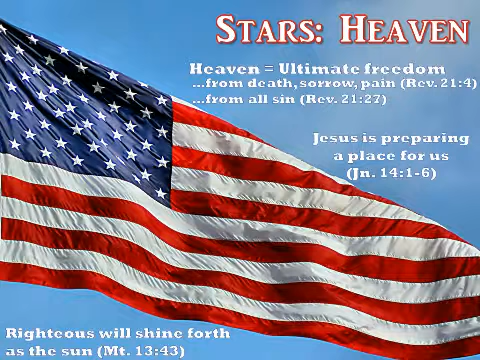 Stars: Heaven
Heaven = Ultimate freedom
...from death, sorrow, pain (Rev. 21:4)
...from all sin (Rev. 21:27)
Jesus is preparing
a place for us
(Jn. 14:1-6)
Righteous will shine forth
as the sun (Mt. 13:43)